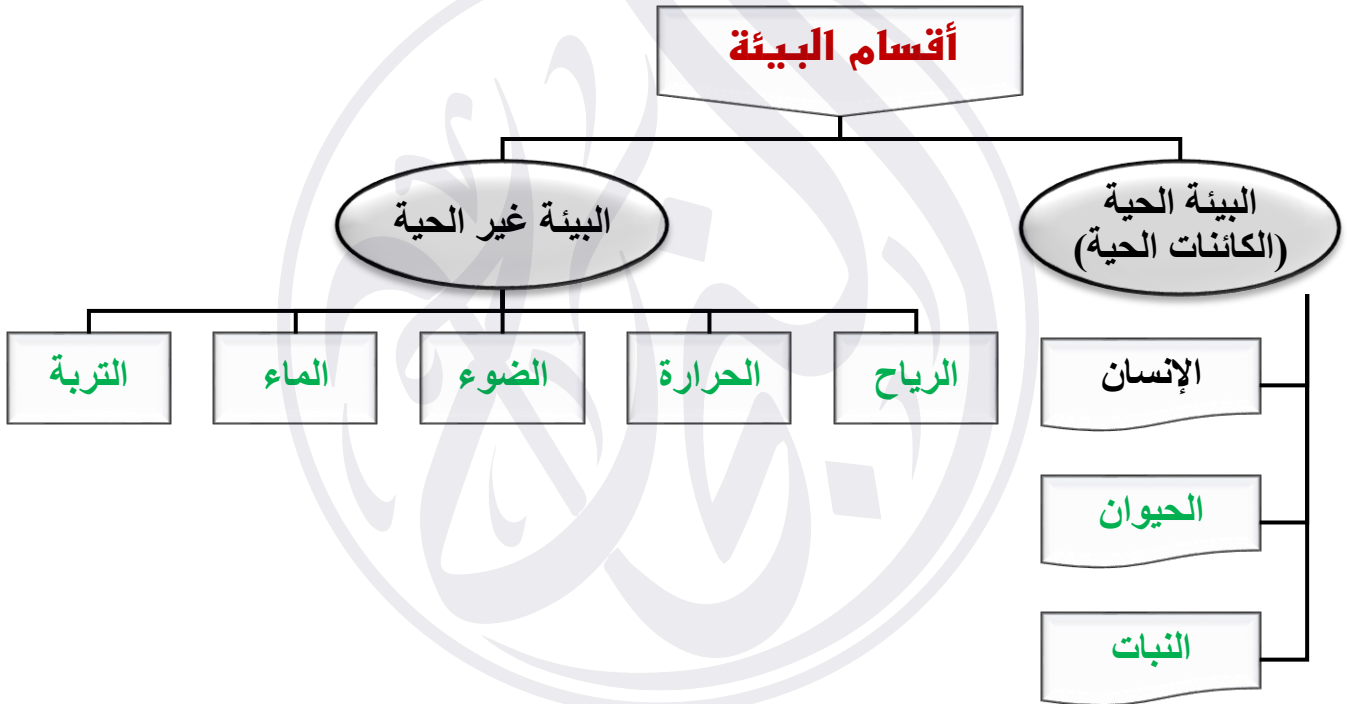 أقسام البيئة
البيئة الحية
(الكائنات الحية)
البيئة غير الحية
الرياح
الحرارة
الضوء
الماء
التربة
الإنسان
الحيوان
النبات